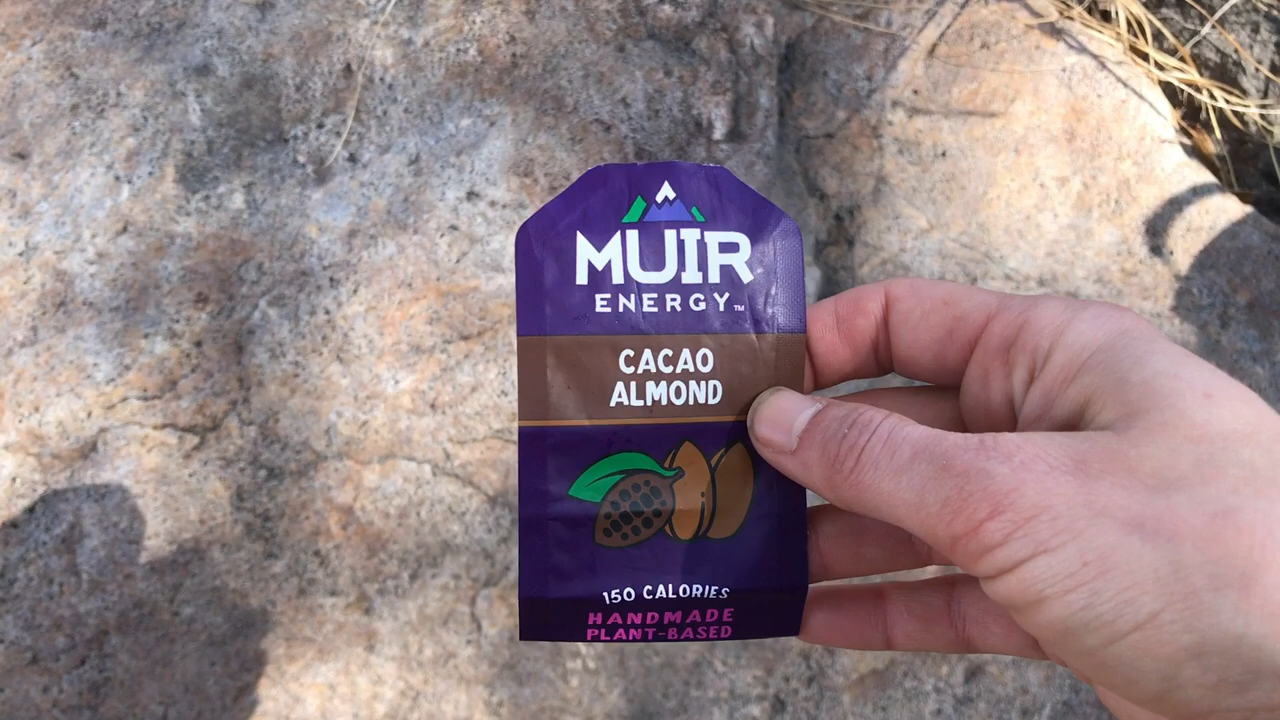 MUIR
ENERGY™
CACAO
ALMOND
150 CALORIES
HANDMADE
PLANT-BASED